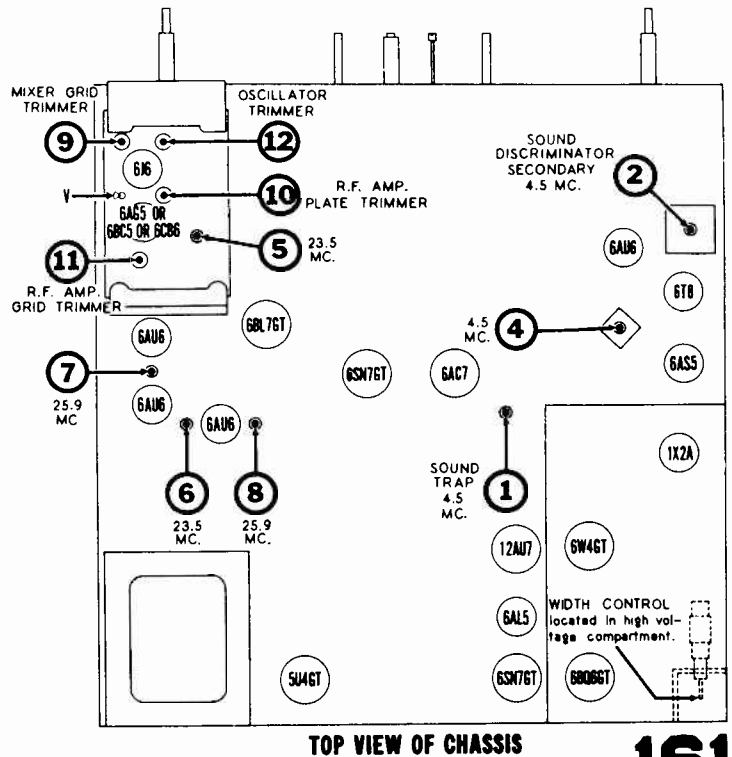 MIXER GRID
TRIMMER
OSCILLATOR
TRIMMER
9
12
6J6
SOUND
DISCRIMINATOR
SECONDARY
4.5 MC.
2
V
10
R.F. AMP.
PLATE TRIMMER
6AG5 OR
6BC5 OR 6CB6
5
23.5
MC.
6AU6
11
R.F. AMP.
GRID TRIMMER
6T8
6BL7GT
4.5
MC.
4
6AU6
6AS5
7
25.9
MC
6AU6
6SN7GT
6AC7
6AU6
1X2A
6
23.5
MC.
8
25.9
MC.
SOUND
TRAP
4.5
MC.
1
12AU7
6W4GT
WIDTH CONTROL
located in high vol-
tage compartment.
6AL5
5U4GT
6SN7GT
6BQ6GT
TOP VIEW OF CHASSIS
161